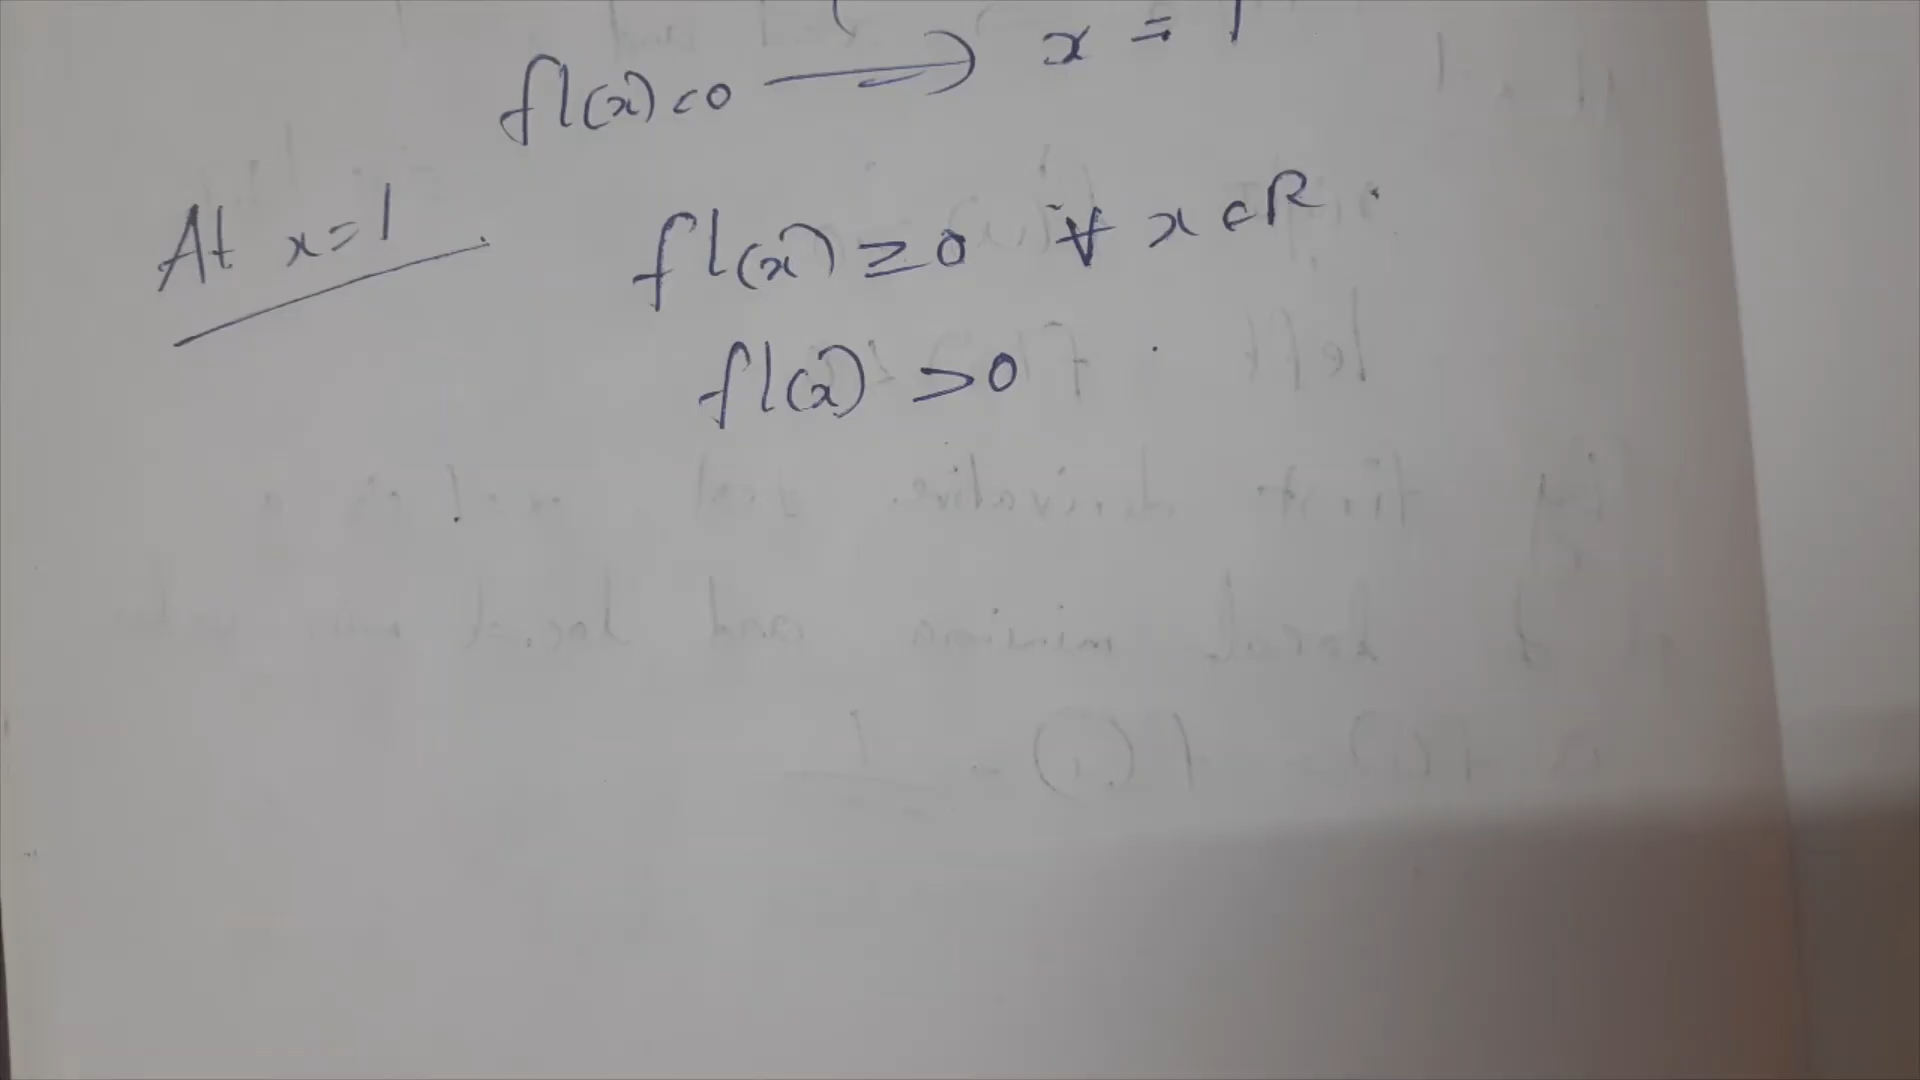 f'(x) < 0 ⟶ x = 1
At x = 1 f'(x) ≥ 0 ∀ x ∈ R.
f'(x) > 0